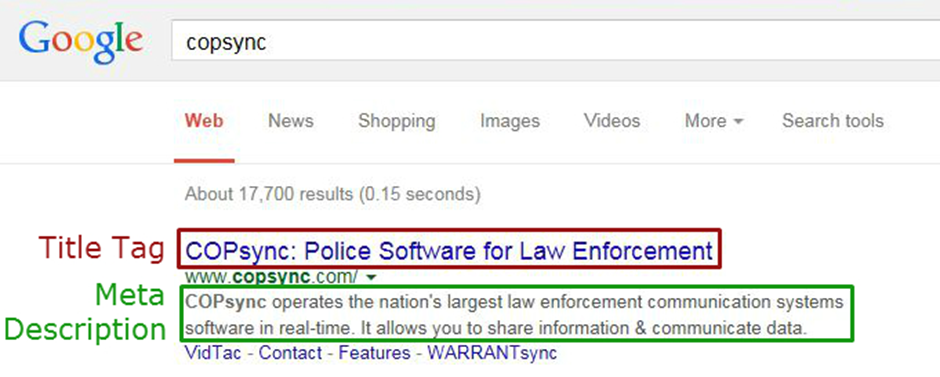 Google copsync
Web News Shopping Images Videos More Search tools
About 17,700 results (0.15 seconds)
Title Tag COPsync: Police Software for Law Enforcement
www.copsync.com/
Meta Description
COPsync operates the nation's largest law enforcement communication systems
software in real-time. It allows you to share information & communicate data.
VidTac - Contact - Features - WARRANTsync